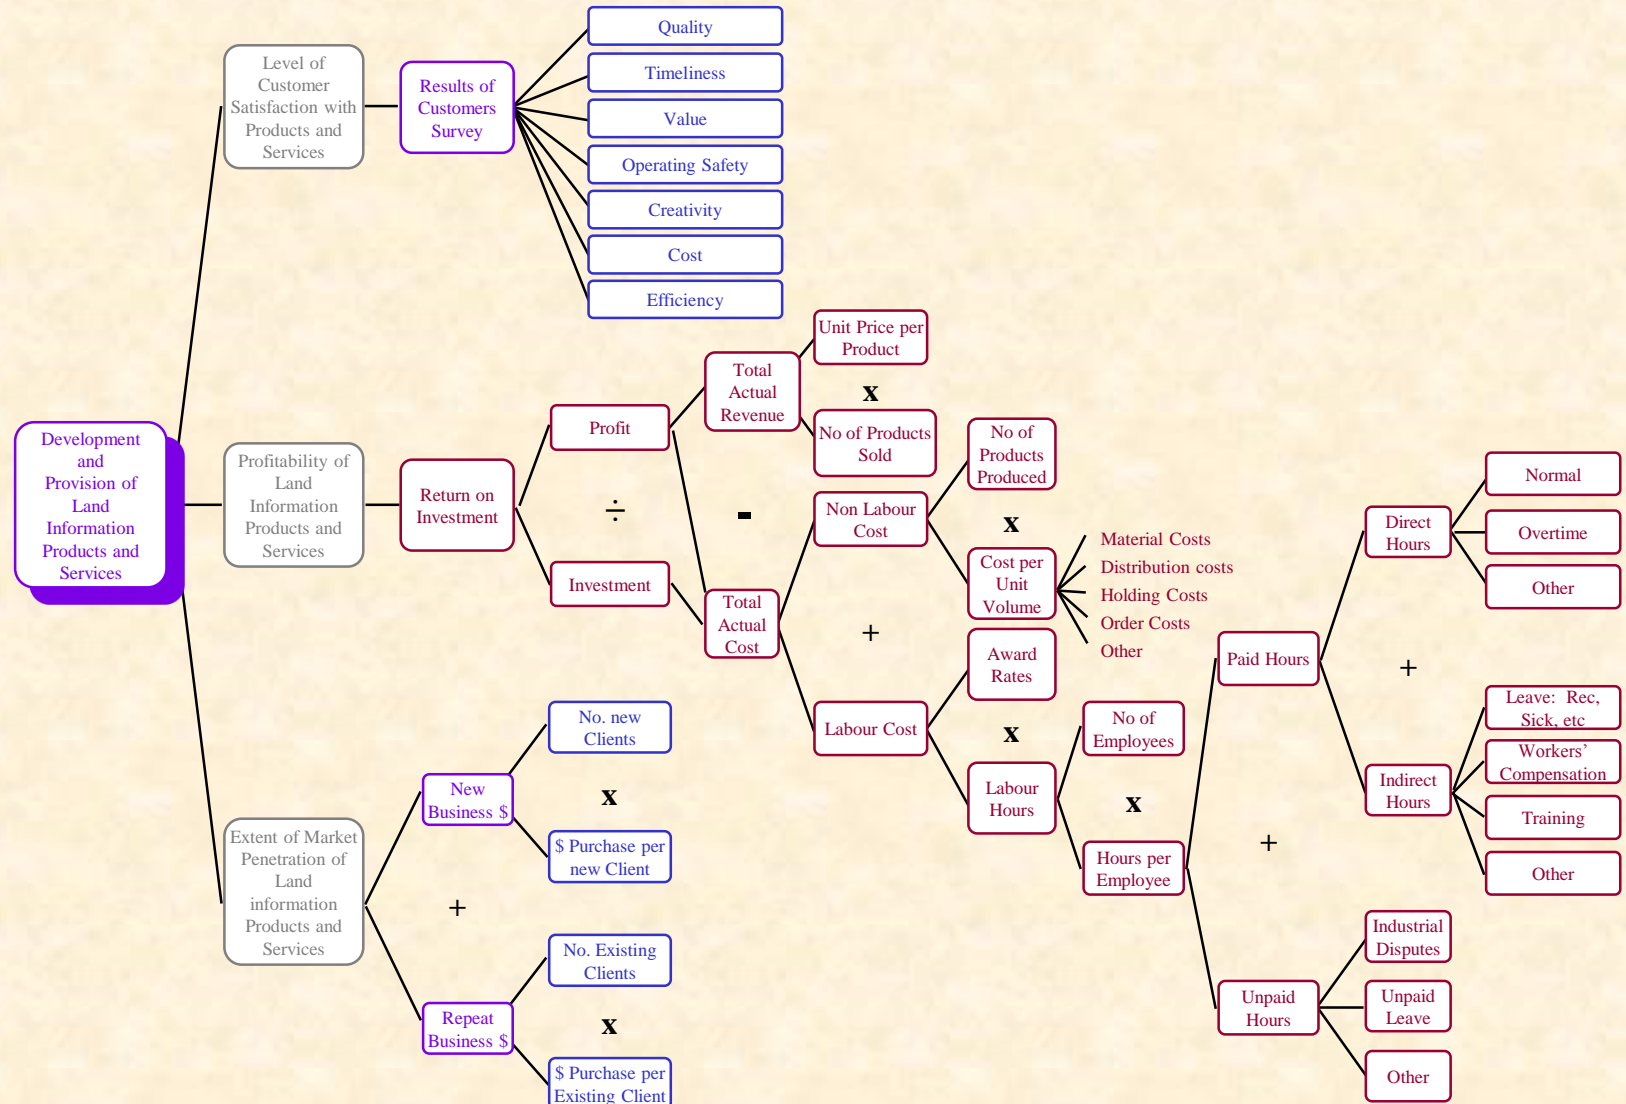 Quality
Timeliness
Value
Operating Safety
Creativity
Cost
Efficiency
Level of
Customer
Satisfaction with
Products and
Services
Results of
Customers
Survey
Development
and
Provision of
Land
Information
Products and
Services
Profitability of
Land
Information
Products and
Services
Return on
Investment
Profit
÷
Investment
Total
Actual
Revenue
-
Total
Actual
Cost
Unit Price per
Product
x
No of Products
Sold
Non Labour
Cost
+
Labour Cost
No of
Products
Produced
x
Cost per
Unit
Volume
Material Costs
Distribution costs
Holding Costs
Order Costs
Other
Award
Rates
x
Labour
Hours
No of
Employees
x
Hours per
Employee
Paid Hours
+
Unpaid
Hours
Direct
Hours
+
Indirect
Hours
Normal
Overtime
Other
Leave: Rec,
Sick, etc
Workers’
Compensation
Training
Other
Industrial
Disputes
Unpaid
Leave
Other
Extent of Market
Penetration of
Land
information
Products and
Services
New
Business $
+
Repeat
Business $
No. new
Clients
x
$ Purchase per
new Client
No. Existing
Clients
x
$ Purchase per
Existing Client